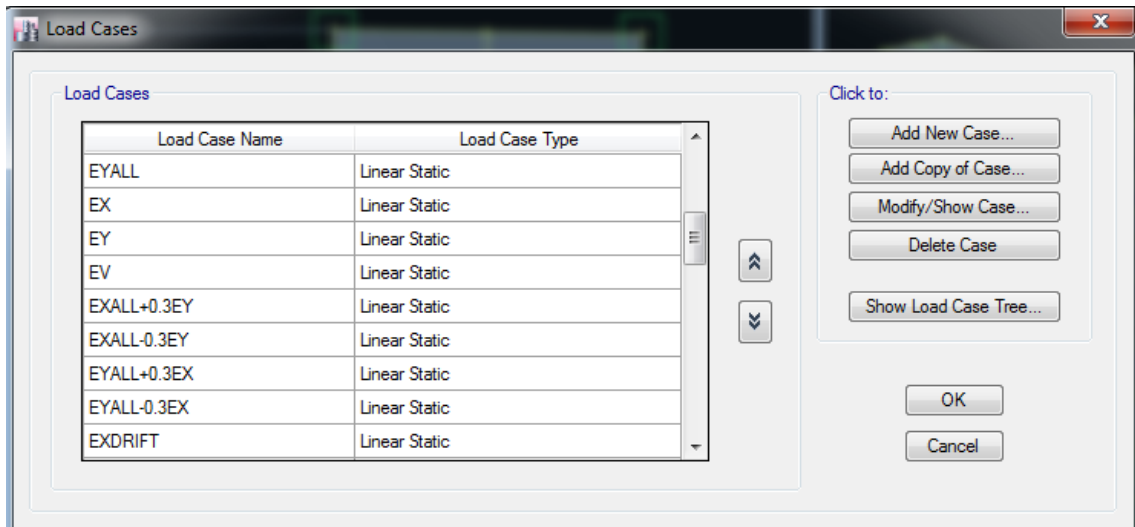 Load Cases
Load Cases
Load Case Name Load Case Type
EYALL Linear Static
EX Linear Static
EY Linear Static
EV Linear Static
EXALL+0.3EY Linear Static
EXALL-0.3EY Linear Static
EYALL+0.3EX Linear Static
EYALL-0.3EX Linear Static
EXDRIFT Linear Static
Click to:
Add New Case...
Add Copy of Case...
Modify/Show Case...
Delete Case
Show Load Case Tree...
OK
Cancel